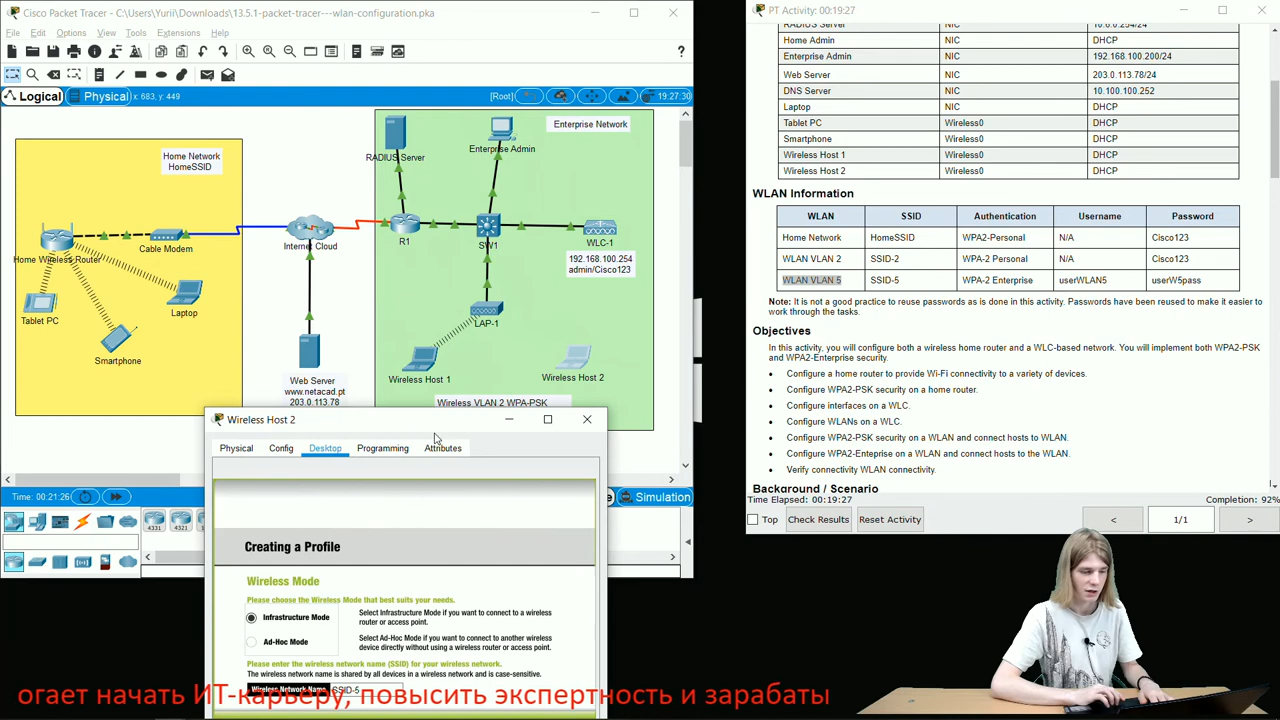 Cisco Packet Tracer - C:\Users\Yurii\Downloads\13.5.1-packet-tracer---wlan-configuration.pka
File Edit Options View Tools Extensions Help
Logical Physical x: 683, y: 449 [Root] 19:27:30
Home Network
HomeSSID
Home Wireless Router
Cable Modem
Tablet PC
Laptop
Smartphone
Internet Cloud
Web Server
www.netacad.pt
203.0.113.78
Enterprise Network
RADIUS Server
Enterprise Admin
R1
SW1
WLC-1
192.168.100.254
admin/Cisco123
LAP-1
Wireless Host 1
Wireless Host 2
Wireless VLAN 2 WPA-PSK
Time: 00:21:26
Simulation
4331 4321
Wireless Host 2
Physical Config Desktop Programming Attributes
Creating a Profile
Wireless Mode
Please choose the Wireless Mode that best suits your needs.
Infrastructure Mode
Select Infrastructure Mode if you want to connect to a wireless
router or access point.
Ad-Hoc Mode
Select Ad-Hoc Mode if you want to connect to another wireless
device directly without using a wireless router or access point.
Please enter the wireless network name (SSID) for your wireless network.
The wireless network name is shared by all devices in a wireless network and is case-sensitive.
Wireless Network Name SSID-5
PT Activity: 00:19:27
RADIUS Server NIC 10.6.0.254/24
Home Admin NIC DHCP
Enterprise Admin NIC 192.168.100.200/24
Web Server NIC 203.0.113.78/24
DNS Server NIC 10.100.100.252
Laptop NIC DHCP
Tablet PC Wireless0 DHCP
Smartphone Wireless0 DHCP
Wireless Host 1 Wireless0 DHCP
Wireless Host 2 Wireless0 DHCP
WLAN Information
WLAN SSID Authentication Username Password
Home Network HomeSSID WPA2-Personal N/A Cisco123
WLAN VLAN 2 SSID-2 WPA-2 Personal N/A Cisco123
WLAN VLAN 5 SSID-5 WPA-2 Enterprise userWLAN5 userW5pass
Note: It is not a good practice to reuse passwords as is done in this activity. Passwords have been reused to make it easier to
work through the tasks.
Objectives
In this activity, you will configure both a wireless home router and a WLC-based network. You will implement both WPA2-PSK
and WPA2-Enterprise security.
• Configure a home router to provide Wi-Fi connectivity to a variety of devices.
• Configure WPA2-PSK security on a home router.
• Configure interfaces on a WLC.
• Configure WLANs on a WLC.
• Configure WPA2-PSK security on a WLAN and connect hosts to WLAN.
• Configure WPA2-Enteprise on a WLAN and connect hosts to the WLAN.
• Verify connectivity WLAN connectivity.
Background / Scenario
Time Elapsed: 00:19:27 Completion: 92%
Top Check Results Reset Activity < 1/1 >
огает начать ИТ-карьеру, повысить экспертность и зарабаты